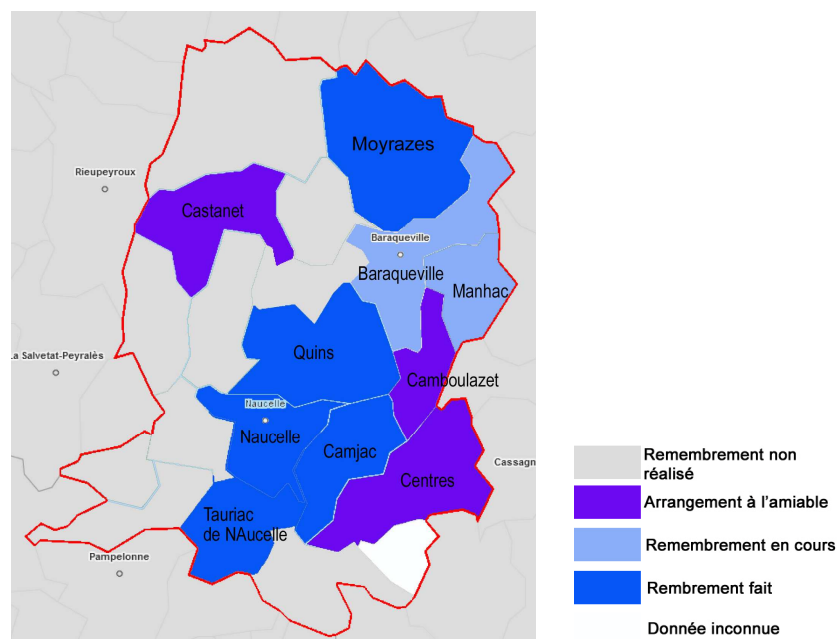 Moyrazes
Rieupeyroux
Castanet
Baraqueville
Baraqueville
Manhac
Quins
La Salvetat-Peyralès
Camboulazet
Naucelle
Naucelle
Camjac
Centres
Cassagn
Tauriac
de NAucelle
Pampelonne
Remembrement non
réalisé
Arrangement à l'amiable
Remembrement en cours
Rembrement fait
Donnée inconnue